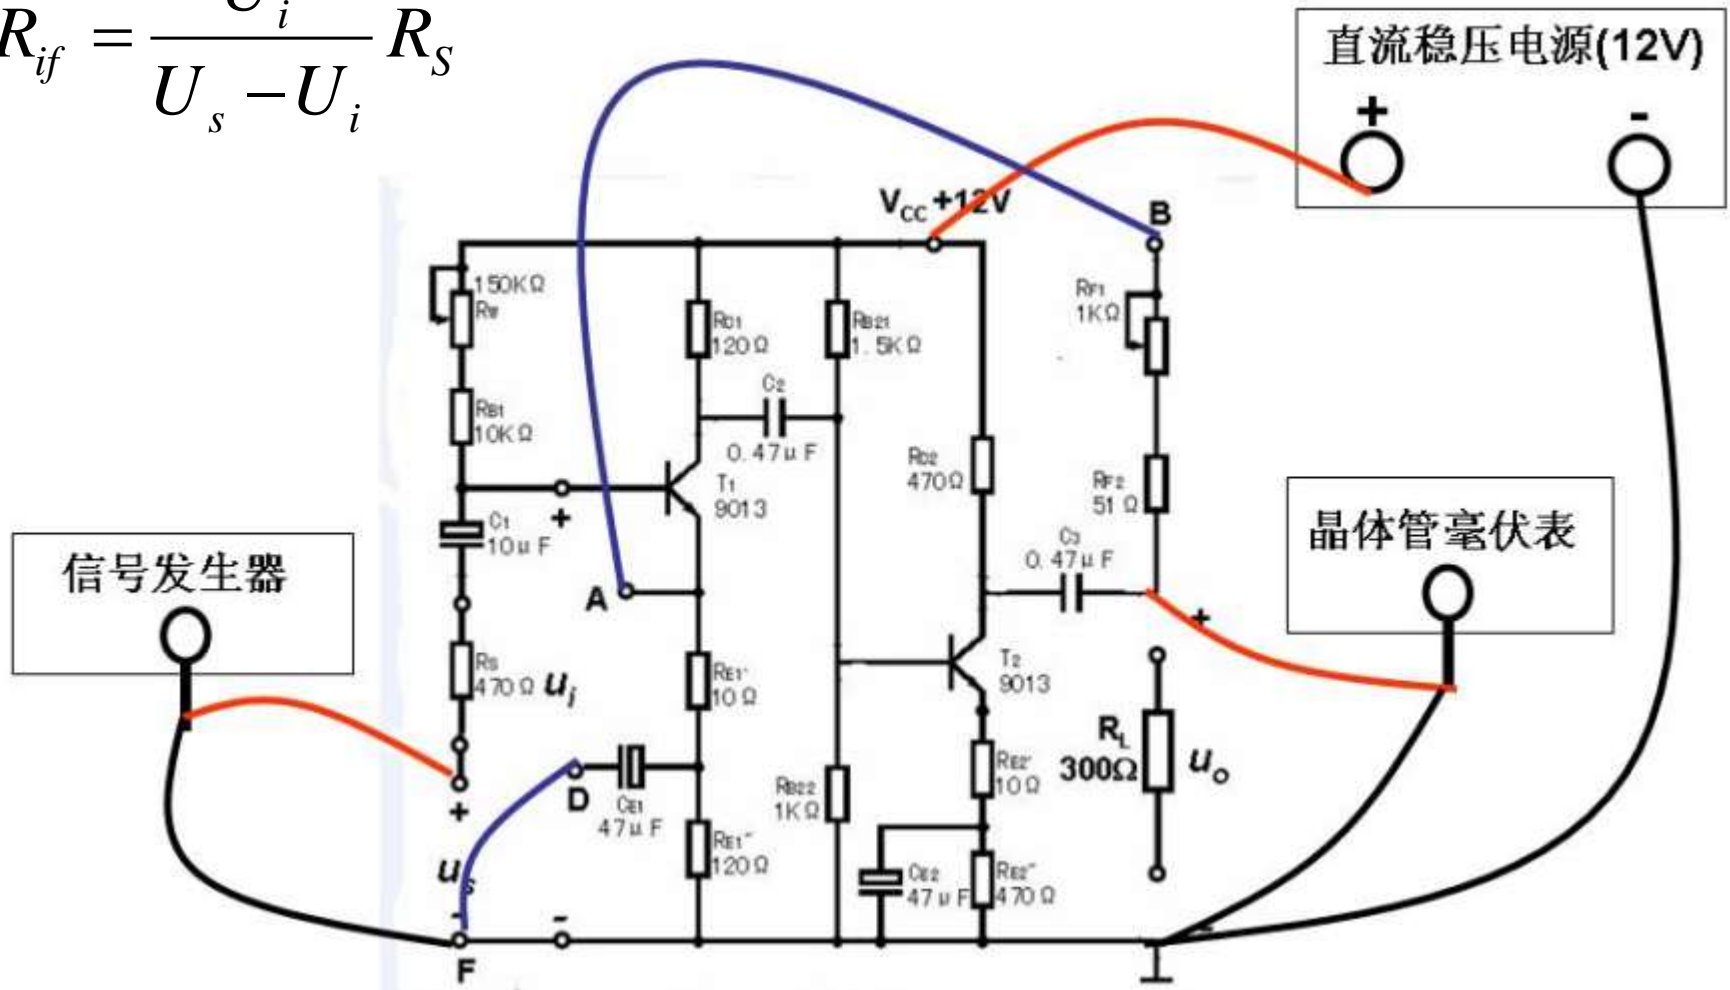 R_if = U_i / (U_s - U_i) R_S
直流稳压电源(12V)
+ -
V_CC +12V
B
150KΩ
R_W
R_C1
120Ω
R_B21
1.5KΩ
R_F1
1KΩ
C_2
0.47μF
R_B1
10KΩ
R_C2
470Ω
R_F2
51Ω
T_1
9013
+
C_1
10μF
C_3
0.47μF
晶体管毫伏表
信号发生器
A
+
R_S
470Ω
u_i
R_E1'
10Ω
T_2
9013
R_L
300Ω
u_o
+
D
C_E1
47μF
R_B22
1KΩ
R_E2'
10Ω
R_E1"
120Ω
u_s
C_E2
47μF
R_E2"
470Ω
-
-
-
F